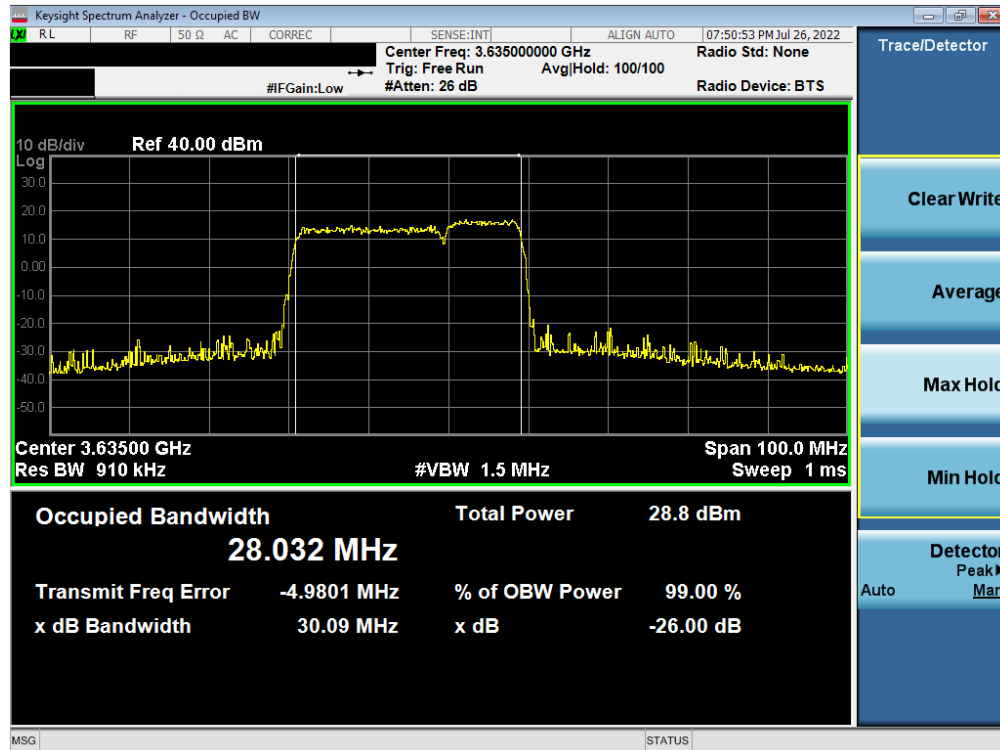 Keysight Spectrum Analyzer - Occupied BW
LXI RL RF 50 Ω AC CORREC SENSE:INT ALIGN AUTO 07:50:53 PM Jul 26, 2022
Center Freq: 3.635000000 GHz Radio Std: None
Trig: Free Run Avg|Hold: 100/100
#IFGain:Low #Atten: 26 dB Radio Device: BTS
Trace/Detector
10 dB/div Ref 40.00 dBm
Log
30.0
20.0
10.0
0.00
-10.0
-20.0
-30.0
-40.0
-50.0
Center 3.63500 GHz Span 100.0 MHz
Res BW 910 kHz #VBW 1.5 MHz Sweep 1 ms
Occupied Bandwidth Total Power 28.8 dBm
28.032 MHz
Transmit Freq Error -4.9801 MHz % of OBW Power 99.00 %
x dB Bandwidth 30.09 MHz x dB -26.00 dB
Clear Write
Average
Max Hold
Min Hold
Detector
Peak▶
Auto Man
MSG STATUS